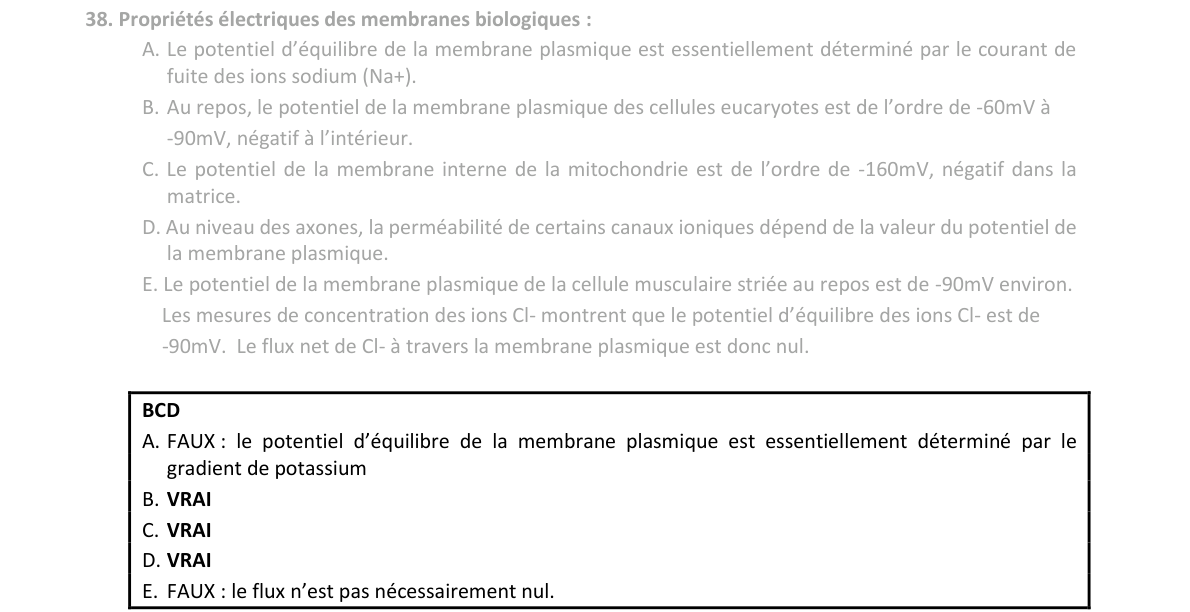 38. Propriétés électriques des membranes biologiques :
A. Le potentiel d’équilibre de la membrane plasmique est essentiellement déterminé par le courant de
fuite des ions sodium (Na+).
B. Au repos, le potentiel de la membrane plasmique des cellules eucaryotes est de l’ordre de -60mV à
-90mV, négatif à l’intérieur.
C. Le potentiel de la membrane interne de la mitochondrie est de l’ordre de -160mV, négatif dans la
matrice.
D. Au niveau des axones, la perméabilité de certains canaux ioniques dépend de la valeur du potentiel de
la membrane plasmique.
E. Le potentiel de la membrane plasmique de la cellule musculaire striée au repos est de -90mV environ.
Les mesures de concentration des ions Cl- montrent que le potentiel d’équilibre des ions Cl- est de
-90mV. Le flux net de Cl- à travers la membrane plasmique est donc nul.
BCD
A. FAUX : le potentiel d’équilibre de la membrane plasmique est essentiellement déterminé par le
gradient de potassium
B. VRAI
C. VRAI
D. VRAI
E. FAUX : le flux n’est pas nécessairement nul.